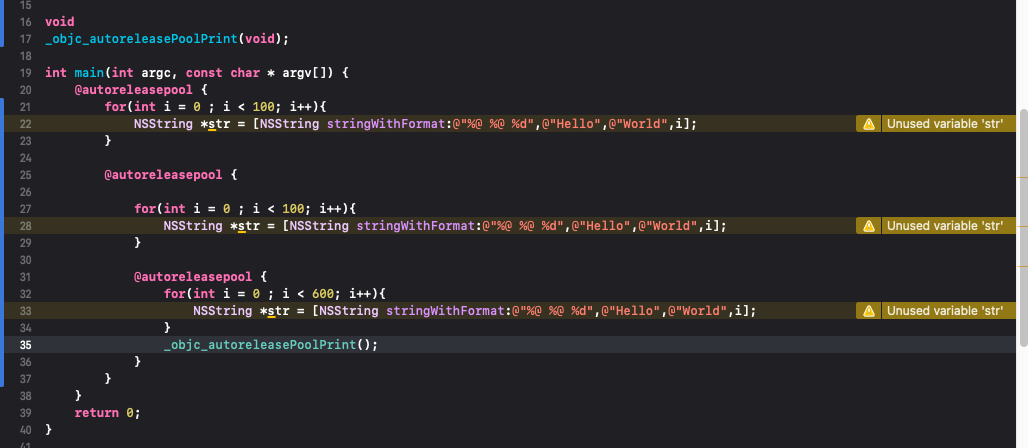 15
16 void
17 _objc_autoreleasePoolPrint(void);
18
19 int main(int argc, const char * argv[]) {
20 @autoreleasepool {
21 for(int i = 0 ; i < 100; i++){
22 NSString *str = [NSString stringWithFormat:@"%@ %@ %d",@"Hello",@"World",i]; Unused variable 'str'
23 }
24
25 @autoreleasepool {
26
27 for(int i = 0 ; i < 100; i++){
28 NSString *str = [NSString stringWithFormat:@"%@ %@ %d",@"Hello",@"World",i]; Unused variable 'str'
29 }
30
31 @autoreleasepool {
32 for(int i = 0 ; i < 600; i++){
33 NSString *str = [NSString stringWithFormat:@"%@ %@ %d",@"Hello",@"World",i]; Unused variable 'str'
34 }
35 _objc_autoreleasePoolPrint();
36 }
37 }
38 }
39 return 0;
40 }
41